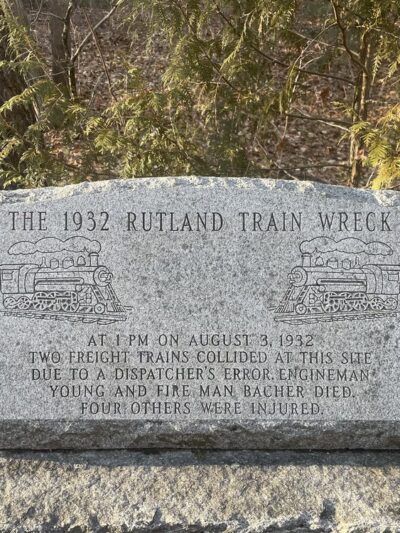 THE 1932 RUTLAND TRAIN WRECK
AT 1 PM ON AUGUST 3, 1932
TWO FREIGHT TRAINS COLLIDED AT THIS SITE
DUE TO A DISPATCHER'S ERROR. ENGINEMAN
YOUNG AND FIRE MAN BACHER DIED.
FOUR OTHERS WERE INJURED.